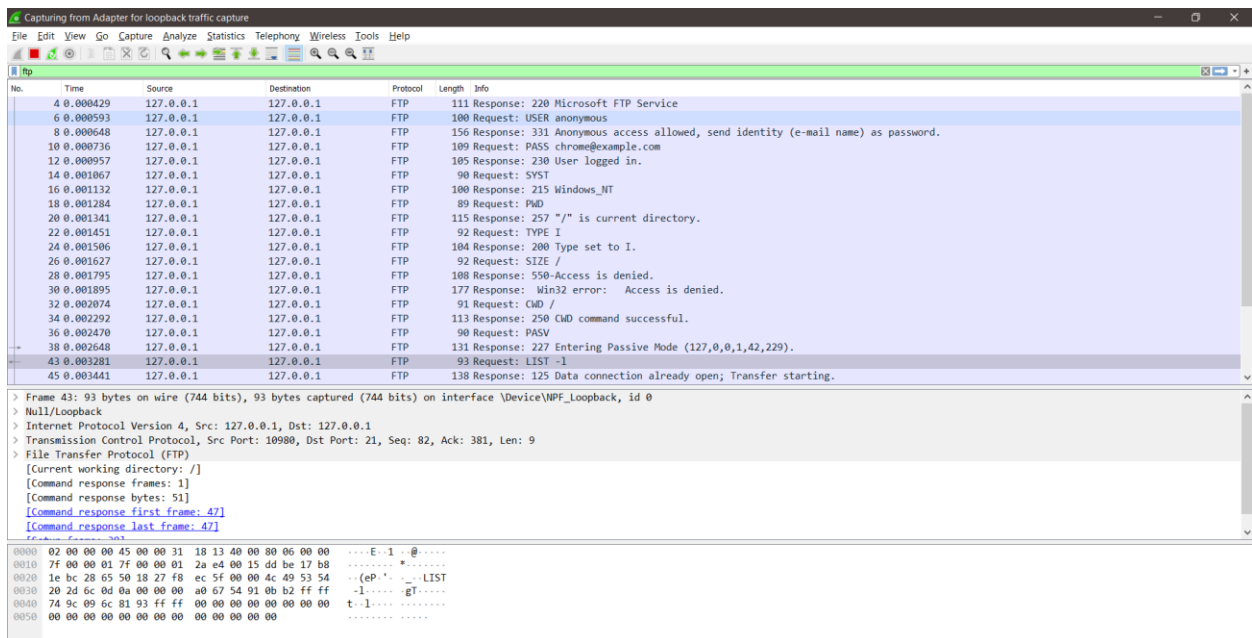 Capturing from Adapter for loopback traffic capture
File Edit View Go Capture Analyze Statistics Telephony Wireless Tools Help
ftp
No. Time Source Destination Protocol Length Info
4 0.000429 127.0.0.1 127.0.0.1 FTP 111 Response: 220 Microsoft FTP Service
6 0.000593 127.0.0.1 127.0.0.1 FTP 100 Request: USER anonymous
8 0.000648 127.0.0.1 127.0.0.1 FTP 156 Response: 331 Anonymous access allowed, send identity (e-mail name) as password.
10 0.000736 127.0.0.1 127.0.0.1 FTP 109 Request: PASS chrome@example.com
12 0.000957 127.0.0.1 127.0.0.1 FTP 105 Response: 230 User logged in.
14 0.001067 127.0.0.1 127.0.0.1 FTP 90 Request: SYST
16 0.001132 127.0.0.1 127.0.0.1 FTP 100 Response: 215 Windows_NT
18 0.001284 127.0.0.1 127.0.0.1 FTP 89 Request: PWD
20 0.001341 127.0.0.1 127.0.0.1 FTP 115 Response: 257 "/" is current directory.
22 0.001451 127.0.0.1 127.0.0.1 FTP 92 Request: TYPE I
24 0.001506 127.0.0.1 127.0.0.1 FTP 104 Response: 200 Type set to I.
26 0.001627 127.0.0.1 127.0.0.1 FTP 92 Request: SIZE /
28 0.001795 127.0.0.1 127.0.0.1 FTP 108 Response: 550-Access is denied.
30 0.001895 127.0.0.1 127.0.0.1 FTP 177 Response:  Win32 error:   Access is denied.
32 0.002074 127.0.0.1 127.0.0.1 FTP 91 Request: CWD /
34 0.002292 127.0.0.1 127.0.0.1 FTP 113 Response: 250 CWD command successful.
36 0.002470 127.0.0.1 127.0.0.1 FTP 90 Request: PASV
38 0.002648 127.0.0.1 127.0.0.1 FTP 131 Response: 227 Entering Passive Mode (127,0,0,1,42,229).
43 0.003281 127.0.0.1 127.0.0.1 FTP 93 Request: LIST -l
45 0.003441 127.0.0.1 127.0.0.1 FTP 138 Response: 125 Data connection already open; Transfer starting.
> Frame 43: 93 bytes on wire (744 bits), 93 bytes captured (744 bits) on interface \Device\NPF_Loopback, id 0
> Null/Loopback
> Internet Protocol Version 4, Src: 127.0.0.1, Dst: 127.0.0.1
> Transmission Control Protocol, Src Port: 10980, Dst Port: 21, Seq: 82, Ack: 381, Len: 9
> File Transfer Protocol (FTP)
[Current working directory: /]
[Command response frames: 1]
[Command response bytes: 51]
[Command response first frame: 47]
[Command response last frame: 47]
0000 02 00 00 00 45 00 00 31 18 13 40 00 80 06 00 00 ····E··1 ··@·····
0010 7f 00 00 01 7f 00 00 01 2a e4 00 15 dd be 17 b8 ········ *·······
0020 1e bc 28 65 50 18 27 f8 ec 5f 00 00 4c 49 53 54 ··(eP·'· ·_··LIST
0030 20 2d 6c 0d 0a 00 00 00 a0 67 54 91 0b b2 ff ff  -l····· ·gT·····
0040 74 9c 09 6c 81 93 ff ff 00 00 00 00 00 00 00 00 t··l···· ········
0050 00 00 00 00 00 00 00 00 00 00 00 00 00 ········ ·····